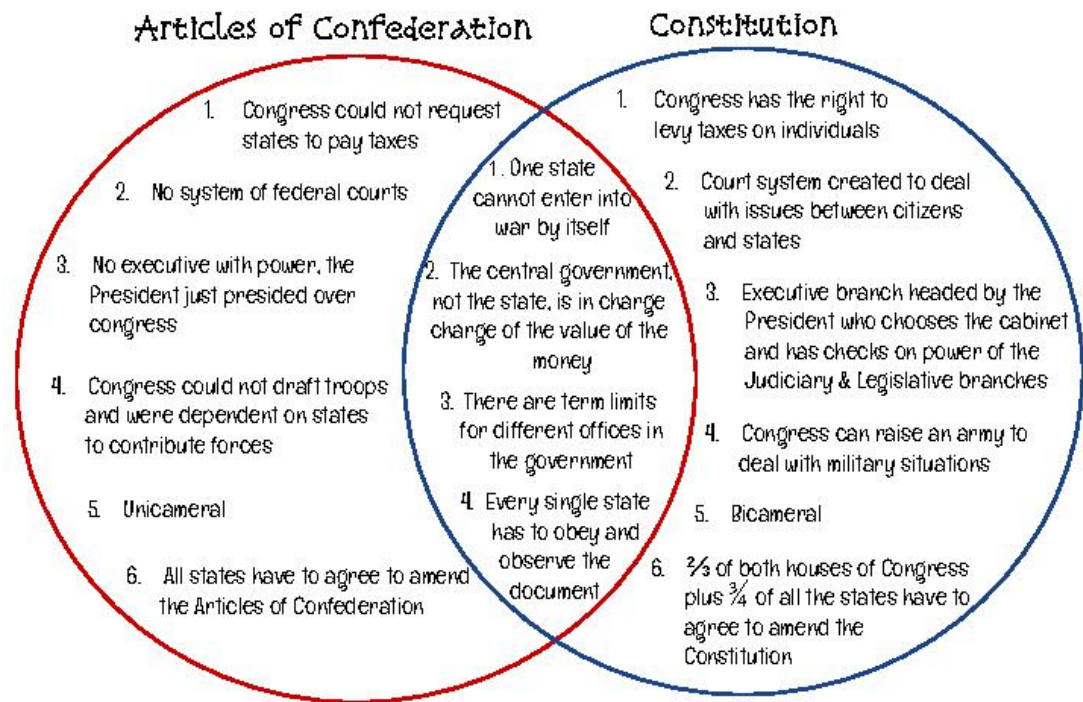 Articles of Confederation
Constitution
1. Congress could not request
states to pay taxes
2. No system of federal courts
3. No executive with power, the
President just presided over
congress
4. Congress could not draft troops
and were dependent on states
to contribute forces
5. Unicameral
6. All states have to agree to amend
the Articles of Confederation
1. One state
cannot enter into
war by itself
2. The central government,
not the state, is in charge
charge of the value of the
money
3. There are term limits
for different offices in
the government
4. Every single state
has to obey and
observe the
document
1. Congress has the right to
levy taxes on individuals
2. Court system created to deal
with issues between citizens
and states
3. Executive branch headed by the
President who chooses the cabinet
and has checks on power of the
Judiciary & Legislative branches
4. Congress can raise an army to
deal with military situations
5. Bicameral
6. ⅔ of both houses of Congress
plus ¾ of all the states have to
agree to amend the
Constitution